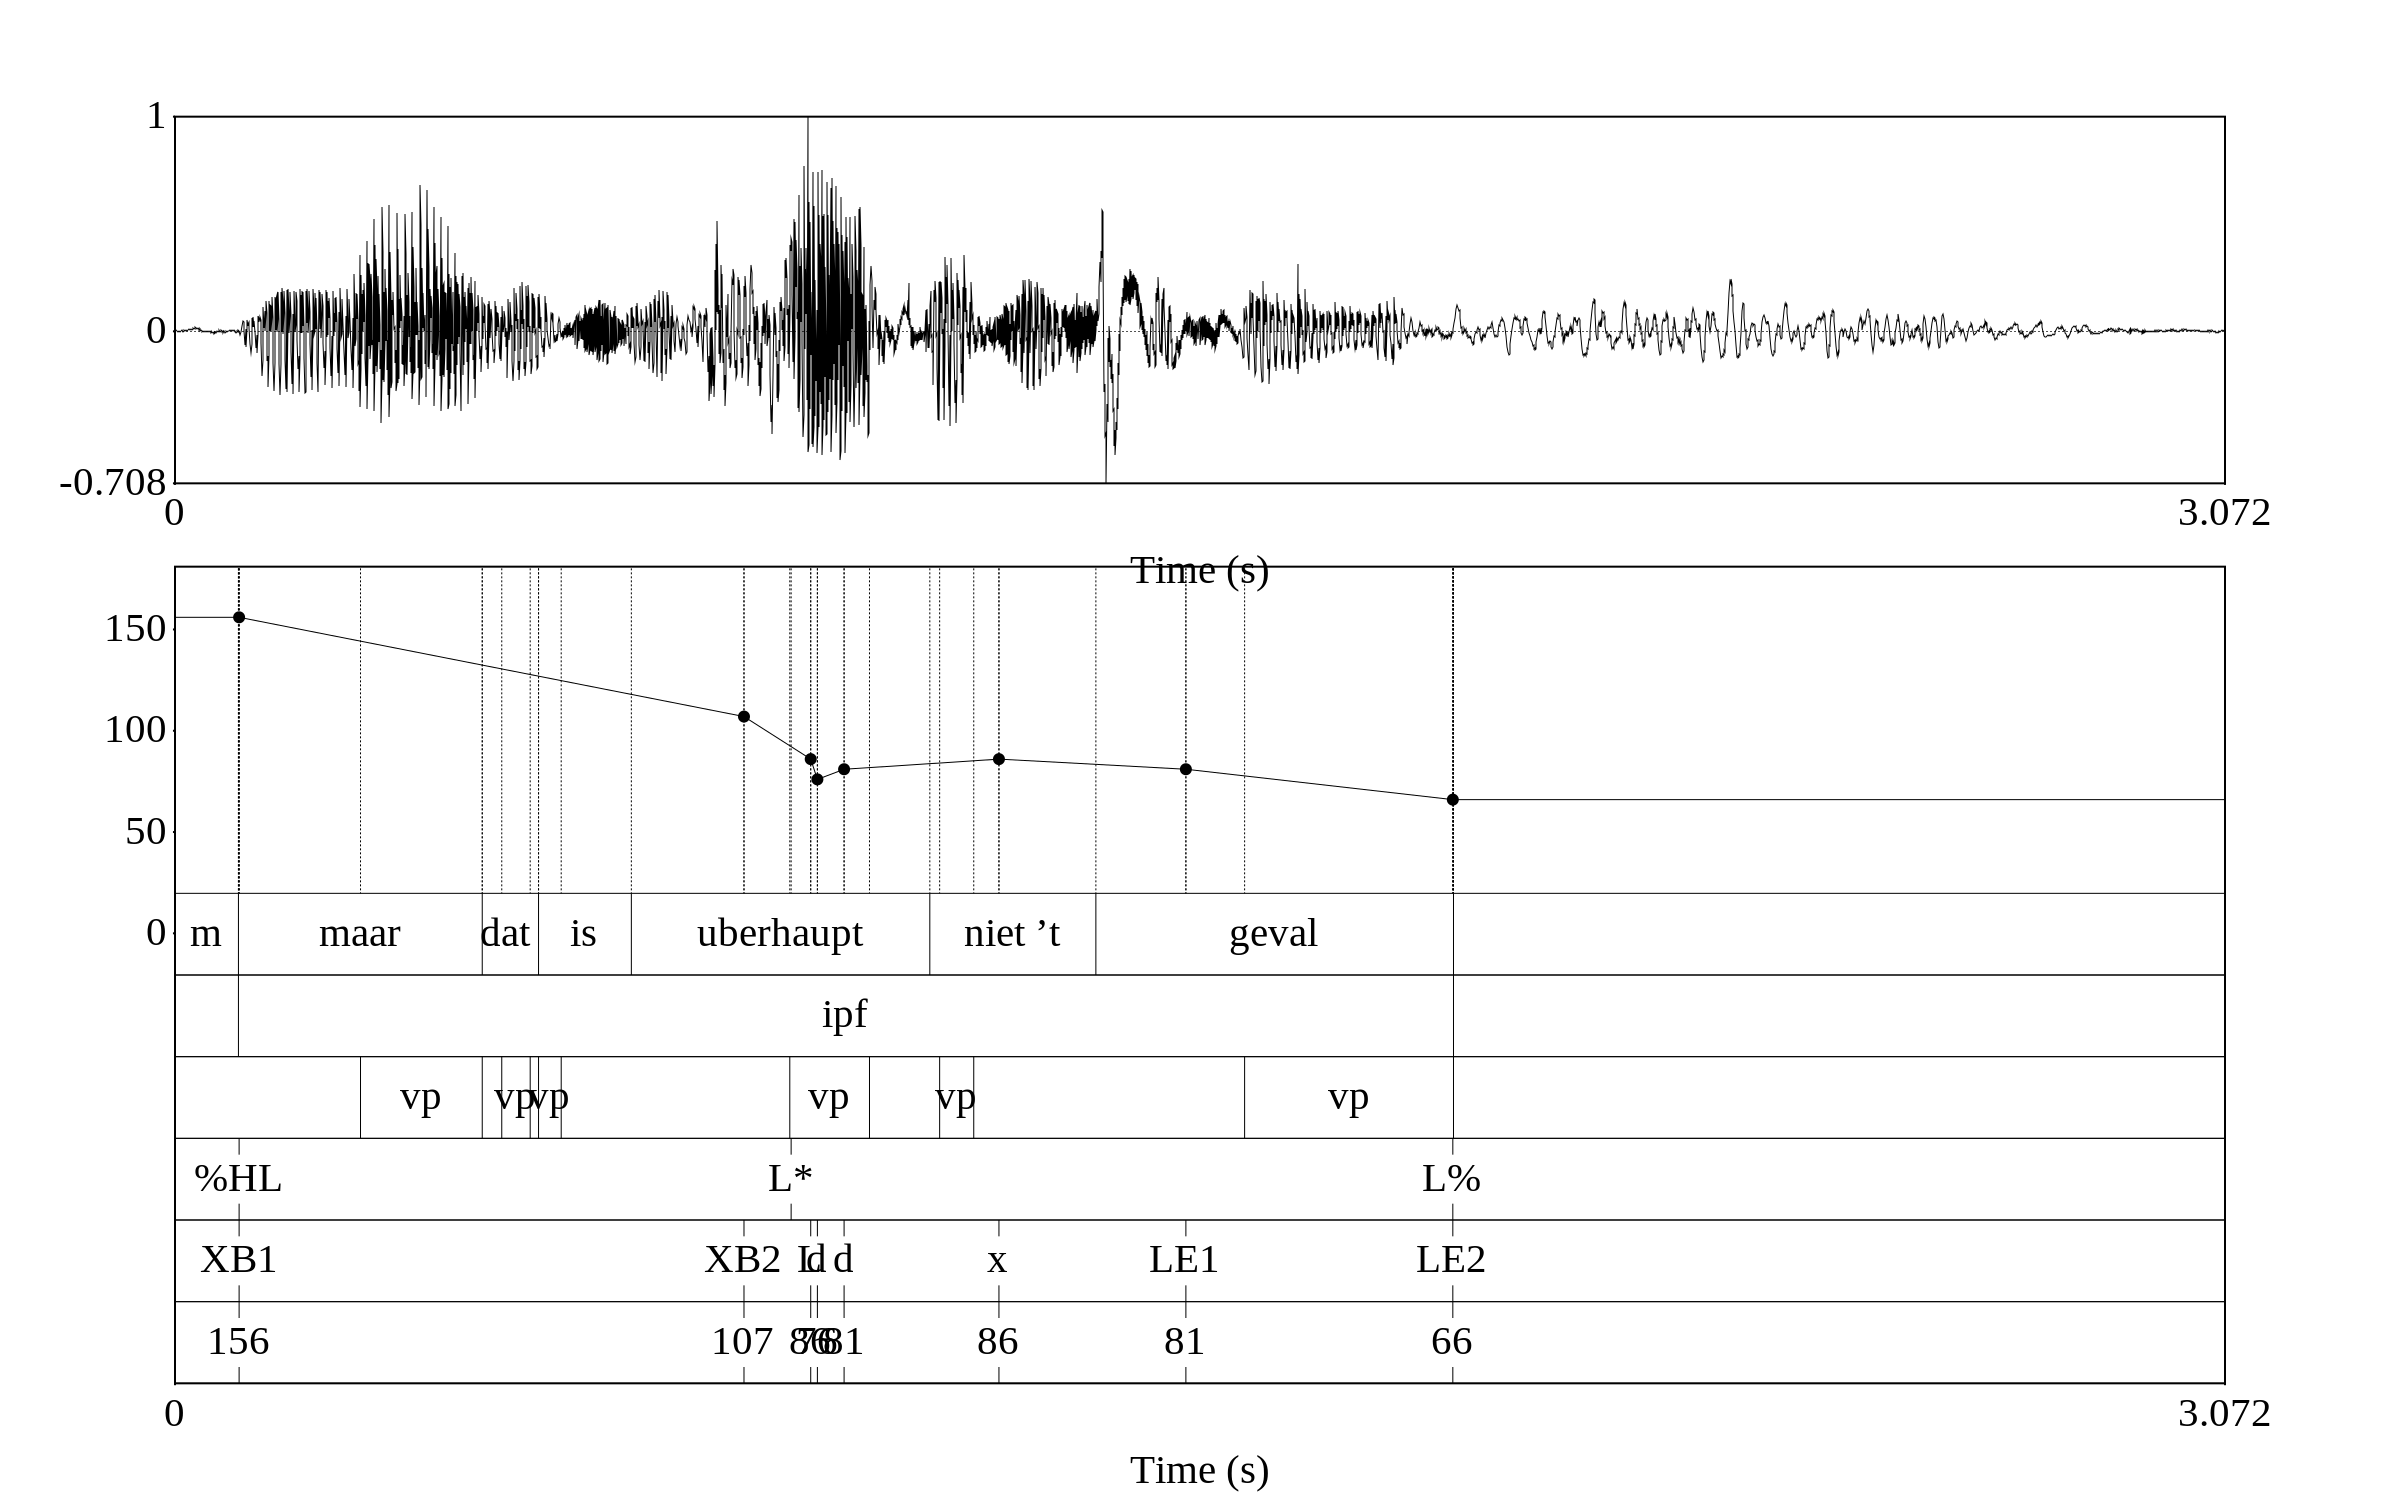 1
0
-0.708
0 3.072
Time (s)
150
100
50
0
m maar dat is uberhaupt niet ’t geval
ipf
vp vp vp vp vp vp
%HL L* L%
XB1 XB2 L d d x LE1 LE2
156 107 86 76 81 86 81 66
0 3.072
Time (s)